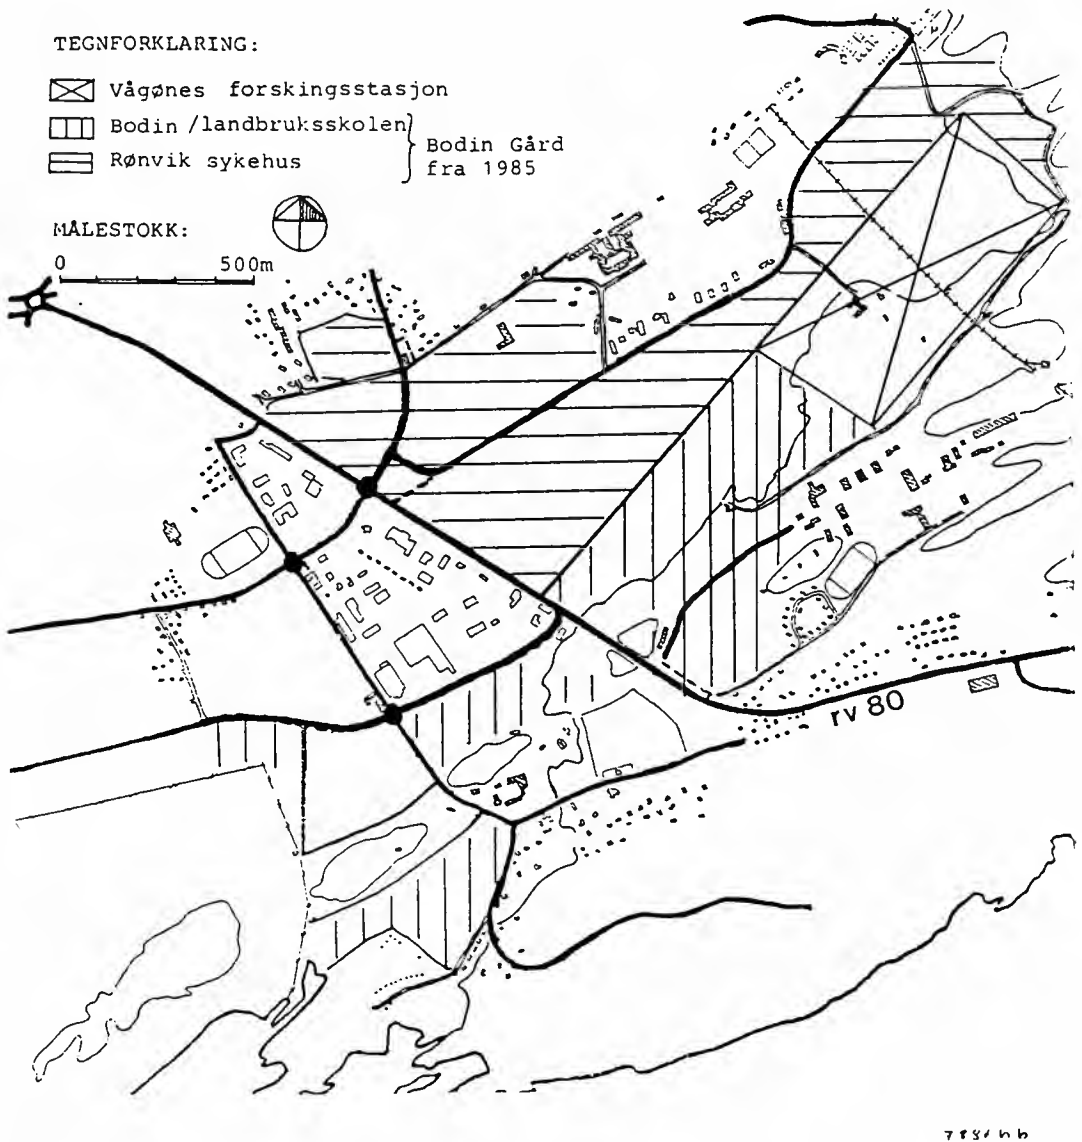 TEGNFORKLARING:
Vågønes forskingsstasjon
Bodin /landbruksskolen
Rønvik sykehus
Bodin Gård
fra 1985
MÅLESTOKK:
0 500m
rv 80